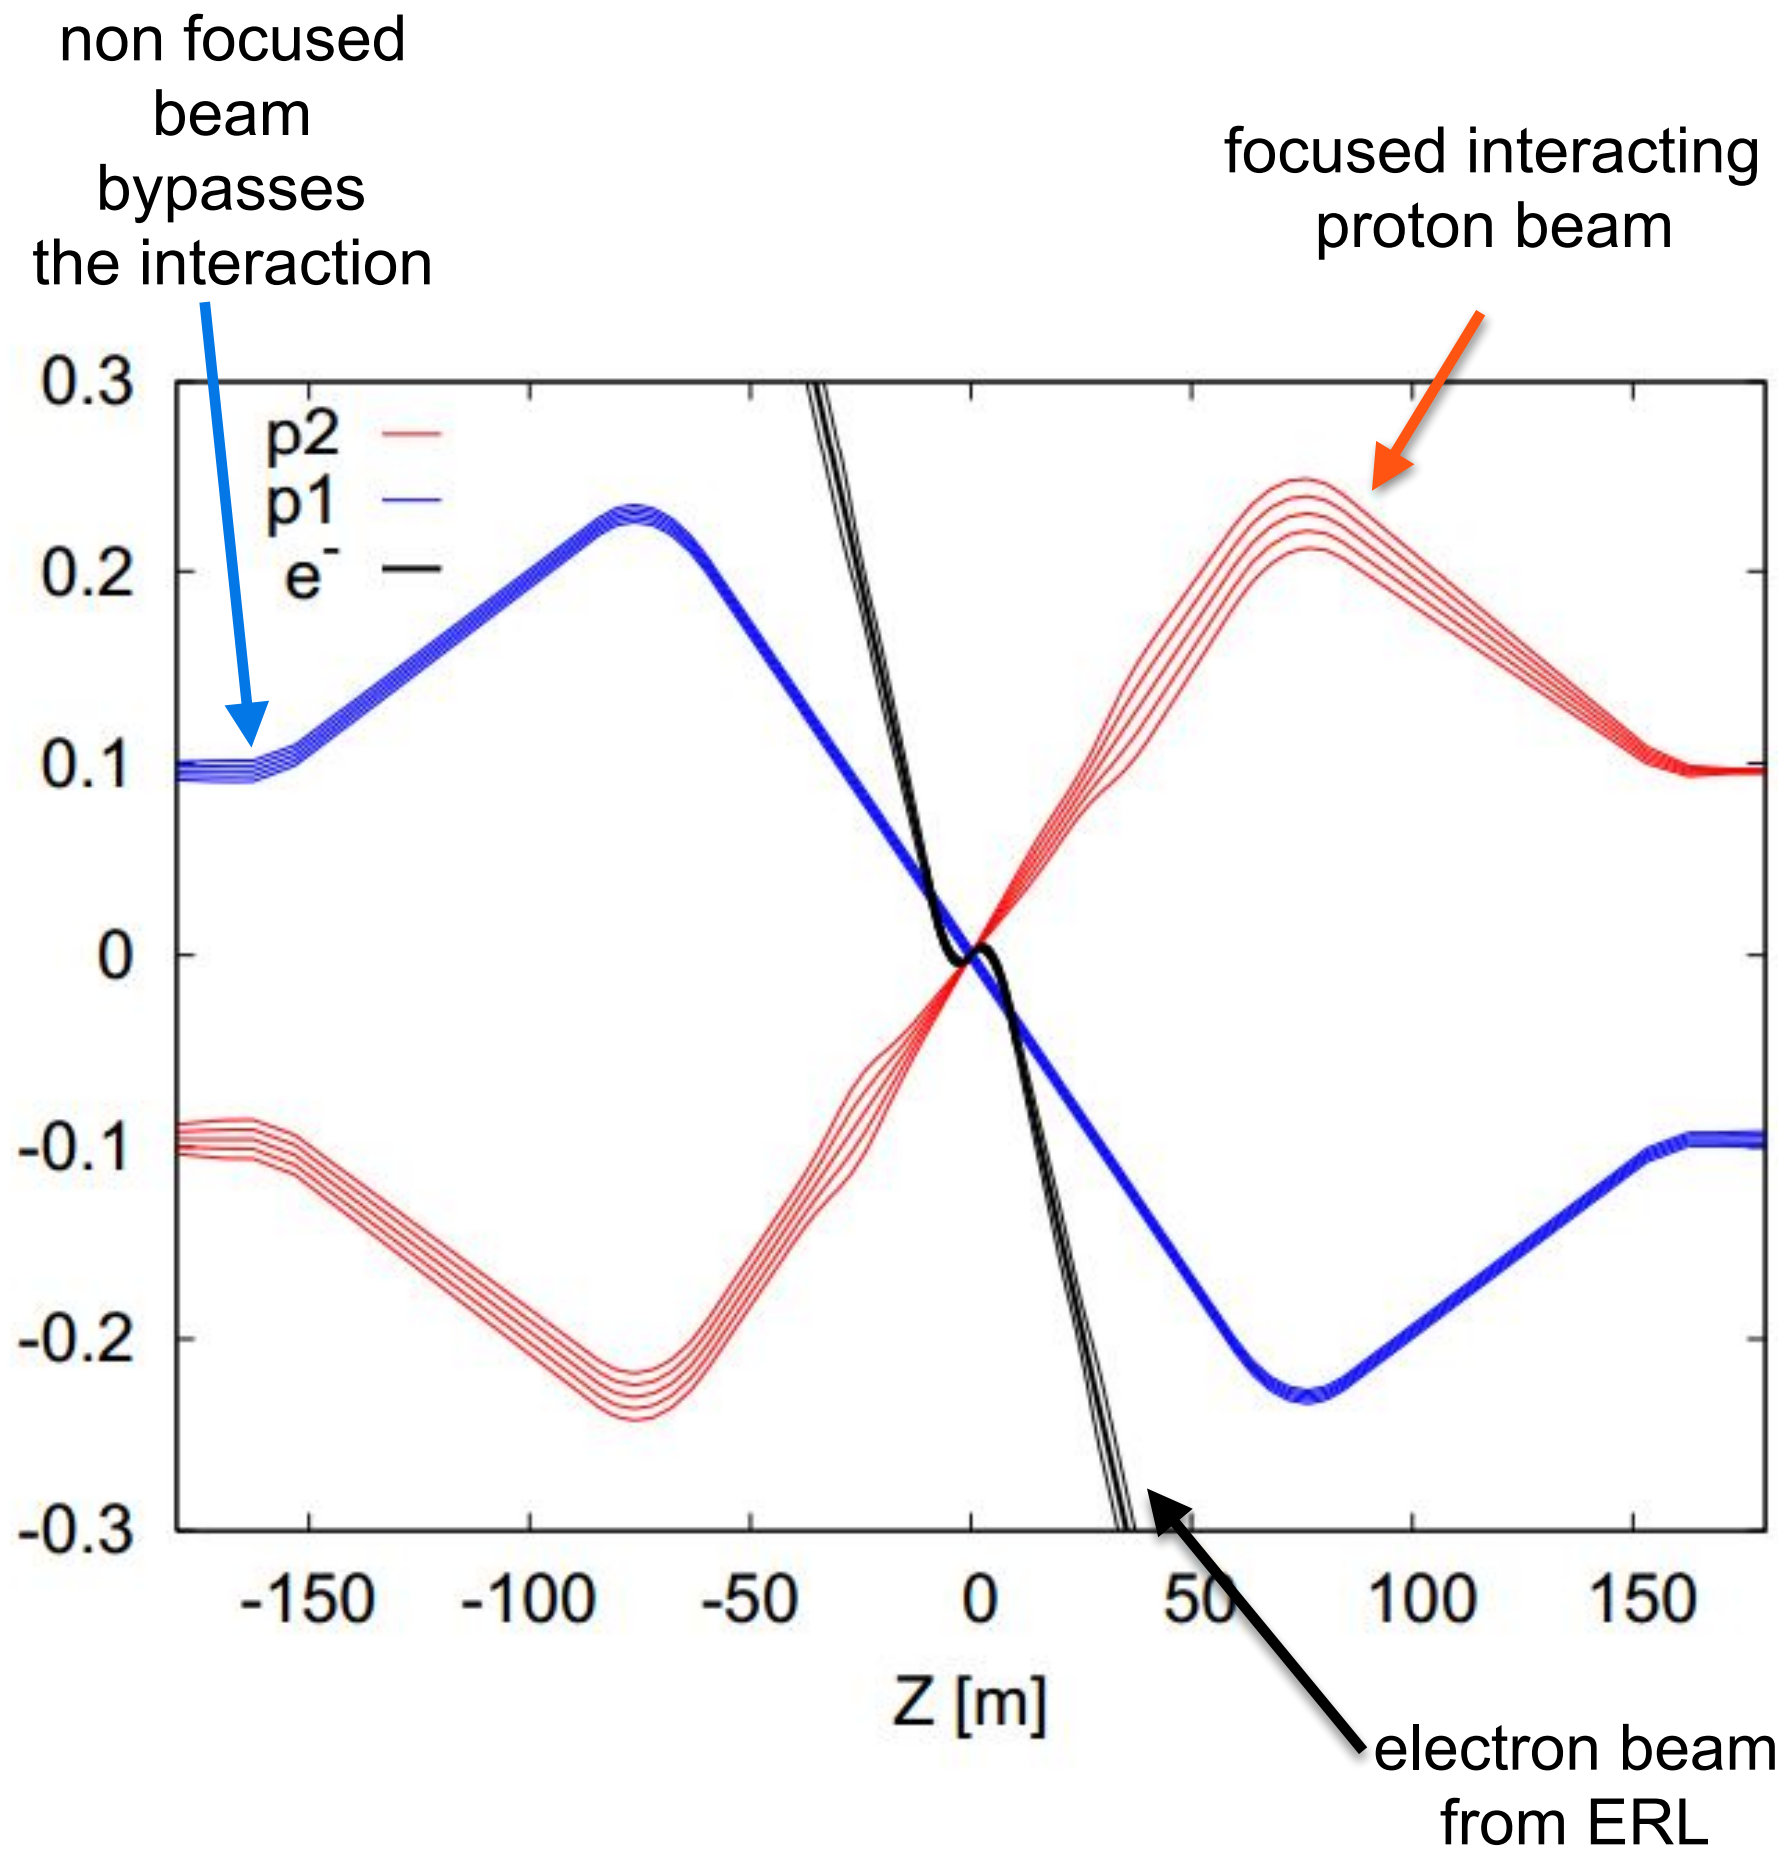 non focused
beam
bypasses
the interaction
focused interacting
proton beam
0.3
0.2
0.1
0
-0.1
-0.2
-0.3
p2
p1
e-
-150 -100 -50 0 50 100 150
Z [m]
electron beam
from ERL